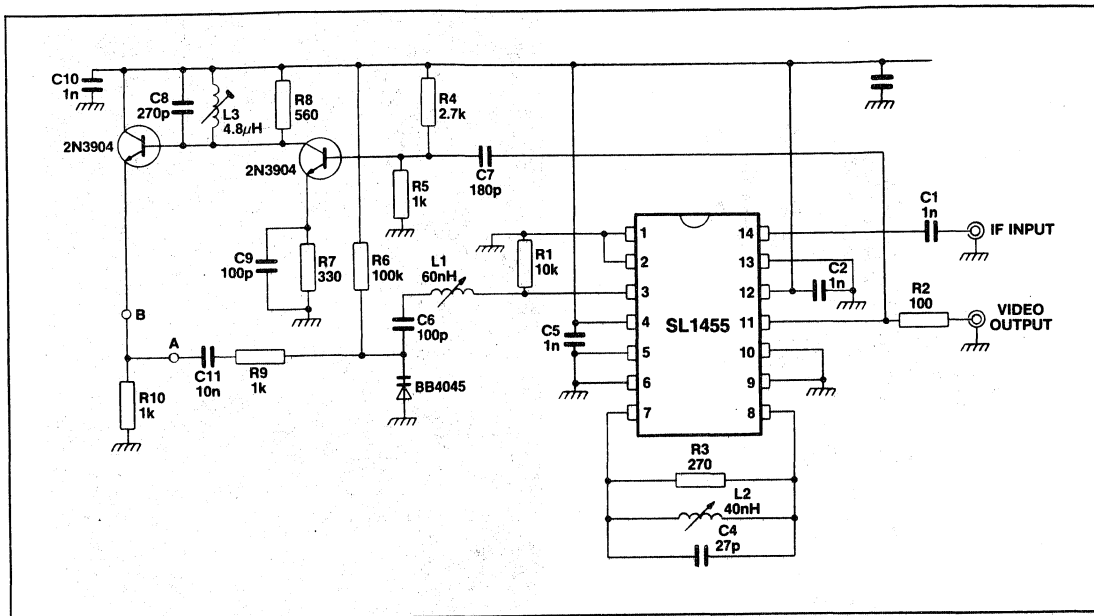 C10
1n
C8
270p
L3
4.8µH
R8
560
R4
2.7k
2N3904
2N3904
C7
180p
R5
1k
C9
100p
R7
330
R6
100k
L1
60nH
R1
10k
C6
100p
B
A
C11
10n
R9
1k
R10
1k
BB4045
C5
1n
1
2
3
4
5
6
7
SL1455
14
13
12
11
10
9
8
C1
1n
IF INPUT
C2
1n
R2
100
VIDEO
OUTPUT
R3
270
L2
40nH
C4
27p